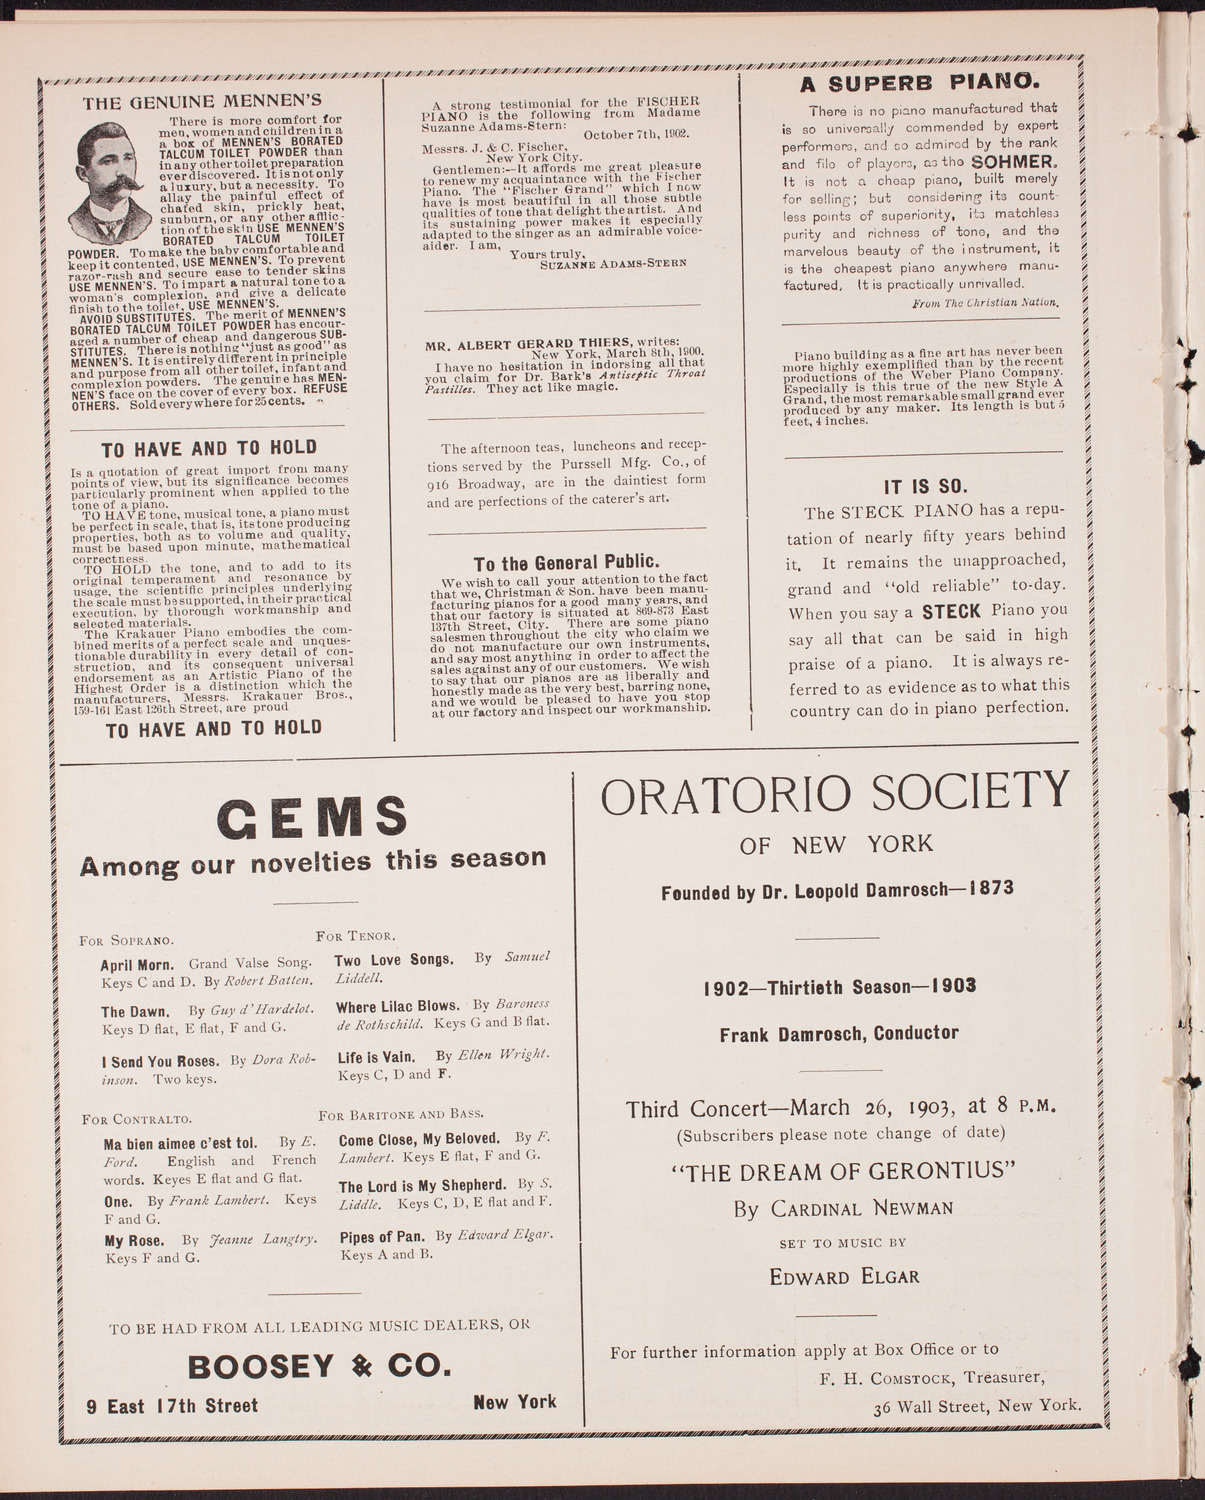 THE GENUINE MENNEN'S
There is more comfort for
men, women and children in a
a box of MENNEN'S BORATED
TALCUM TOILET POWDER than
in any other toilet preparation
ever discovered. It is not only
a luxury, but a necessity. To
allay the painful effect of
chafed skin, prickly heat,
sunburn, or any other afflic-
tion of the skin USE MENNEN'S
BORATED TALCUM TOILET
POWDER. To make the baby comfortable and
keep it contented, USE MENNEN'S. To prevent
razor-rash and secure ease to tender skins
USE MENNEN'S. To impart a natural tone to a
woman's complexion, and give a delicate
finish to the toilet, USE MENNEN'S.
AVOID SUBSTITUTES. The merit of MENNEN'S
BORATED TALCUM TOILET POWDER has encour-
aged a number of cheap and dangerous SUB-
STITUTES. There is nothing "just as good" as
MENNEN'S. It is entirely different in principle
and purpose from all other toilet, infant and
complexion powders. The genuine has MEN-
NEN'S face on the cover of every box. REFUSE
OTHERS. Sold everywhere for 25 cents.
TO HAVE AND TO HOLD
Is a quotation of great import from many
points of view, but its significance becomes
particularly prominent when applied to the
tone of a piano.
TO HAVE tone, musical tone, a piano must
be perfect in scale, that is, its tone producing
properties, both as to volume and quality,
must be based upon minute, mathematical
correctness.
TO HOLD the tone, and to add to its
original temperament and resonance by
usage, the scientific principles underlying
the scale must be supported, in their practical
execution, by thorough workmanship and
selected materials.
The Krakauer Piano embodies the com-
bined merits of a perfect scale and unques-
tionable durability in every detail of con-
struction, and its consequent universal
endorsement as an Artistic Piano of the
Highest Order is a distinction which the
manufacturers, Messrs. Krakauer Bros.,
159-161 East 126th Street, are proud
TO HAVE AND TO HOLD
A strong testimonial for the FISCHER
PIANO is the following from Madame
Suzanne Adams-Stern:
October 7th, 1902.
Messrs. J. & C. Fischer,
New York City.
Gentlemen:--It affords me great pleasure
to renew my acquaintance with the Fischer
Piano. The "Fischer Grand" which I now
have is most beautiful in all those subtle
qualities of tone that delight the artist. And
its sustaining power makes it especially
adapted to the singer as an admirable voice-
aider. I am,
Yours truly,
SUZANNE ADAMS-STERN
MR. ALBERT GERARD THIERS, writes:
New York, March 8th, 1900.
I have no hesitation in indorsing all that
you claim for Dr. Bark's Antiseptic Throat
Pastilles. They act like magic.
The afternoon teas, luncheons and recep-
tions served by the Purssell Mfg. Co., of
916 Broadway, are in the daintiest form
and are perfections of the caterer's art.
To the General Public.
We wish to call your attention to the fact
that we, Christman & Son. have been manu-
facturing pianos for a good many years, and
that our factory is situated at 869-873 East
137th Street, City. There are some piano
salesmen throughout the city who claim we
do not manufacture our own instruments,
and say most anything in order to affect the
sales against any of our customers. We wish
to say that our pianos are as liberally and
honestly made as the very best, barring none,
and we would be pleased to have you stop
at our factory and inspect our workmanship.
A SUPERB PIANO.
There is no piano manufactured that
is so universally commended by expert
performers, and so admired by the rank
and file of players, as the SOHMER.
It is not a cheap piano, built merely
for selling; but considering its count-
less points of superiority, its matchless
purity and richness of tone, and the
marvelous beauty of the instrument, it
is the cheapest piano anywhere manu-
factured, It is practically unrivalled.
From The Christian Nation.
Piano building as a fine art has never been
more highly exemplified than by the recent
productions of the Weber Piano Company.
Especially is this true of the new Style A
Grand, the most remarkable small grand ever
produced by any maker. Its length is but 5
feet, 4 inches.
IT IS SO.
The STECK PIANO has a repu-
tation of nearly fifty years behind
it. It remains the unapproached,
grand and "old reliable" to-day.
When you say a STECK Piano you
say all that can be said in high
praise of a piano. It is always re-
ferred to as evidence as to what this
country can do in piano perfection.
GEMS
Among our novelties this season
FOR SOPRANO.
April Morn. Grand Valse Song.
Keys C and D. By Robert Batten.
The Dawn. By Guy d'Hardelot.
Keys D flat, E flat, F and G.
I Send You Roses. By Dora Rob-
inson. Two keys.
FOR CONTRALTO.
Ma bien aimee c'est tol. By E.
Ford. English and French
words. Keyes E flat and G flat.
One. By Frank Lambert. Keys
F and G.
My Rose. By Jeanne Langtry.
Keys F and G.
FOR TENOR.
Two Love Songs. By Samuel
Liddell.
Where Lilac Blows. By Baroness
de Rothschild. Keys G and B flat.
Life is Vain. By Ellen Wright.
Keys C, D and F.
FOR BARITONE AND BASS.
Come Close, My Beloved. By F.
Lambert. Keys E flat, F and G.
The Lord is My Shepherd. By S.
Liddle. Keys C, D, E flat and F.
Pipes of Pan. By Edward Elgar.
Keys A and B.
TO BE HAD FROM ALL LEADING MUSIC DEALERS, OR
BOOSEY & CO.
9 East 17th Street New York
ORATORIO SOCIETY
OF NEW YORK
Founded by Dr. Leopold Damrosch—1873
1902—Thirtieth Season—1903
Frank Damrosch, Conductor
Third Concert—March 26, 1903, at 8 P.M.
(Subscribers please note change of date)
"THE DREAM OF GERONTIUS"
By CARDINAL NEWMAN
SET TO MUSIC BY
EDWARD ELGAR
For further information apply at Box Office or to
F. H. COMSTOCK, Treasurer,
36 Wall Street, New York.